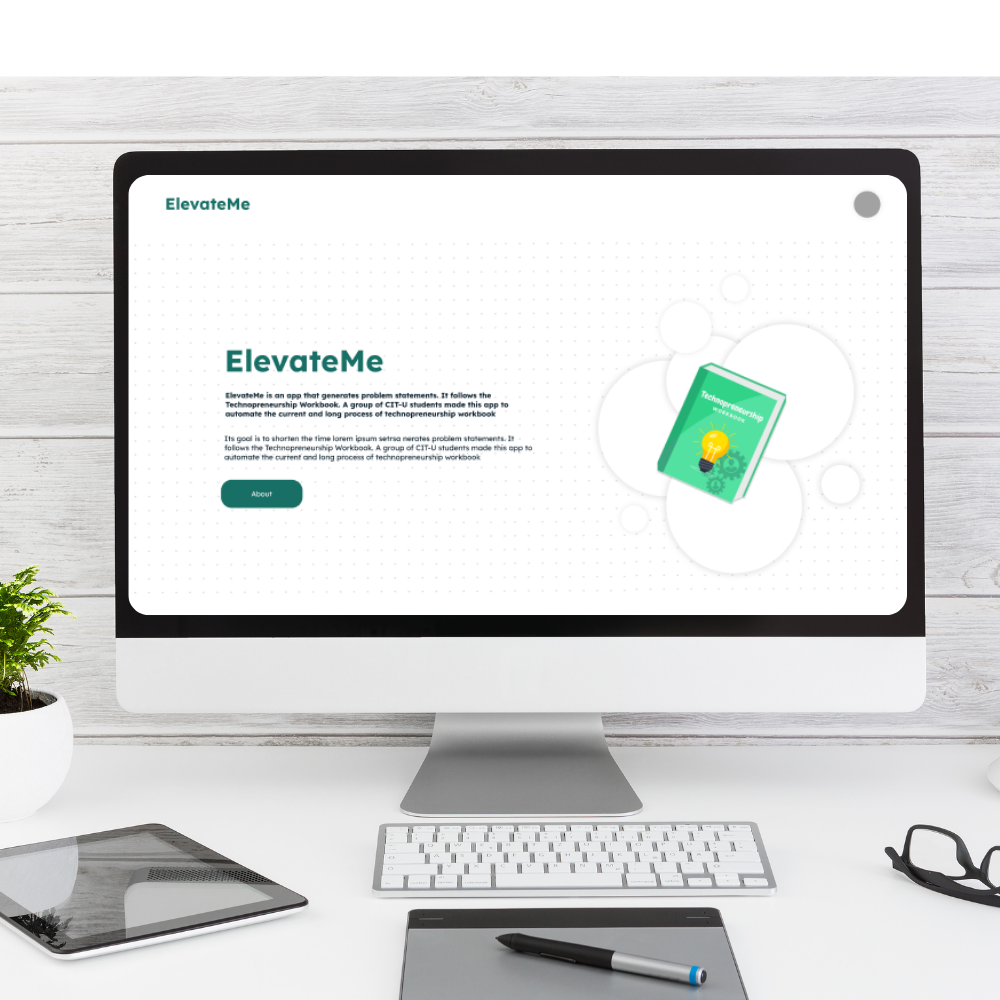 ElevateMe
ElevateMe
ElevateMe is an app that generates problem statements. It follows the
Technopreneurship Workbook. A group of CIT-U students made this app to
automate the current and long process of technopreneurship workbook
Its goal is to shorten the time lorem ipsum setrsa nerates problem statements. It
follows the Technopreneurship Workbook. A group of CIT-U students made this app to
automate the current and long process of technopreneurship workbook
About
Technopreneurship
WORKBOOK